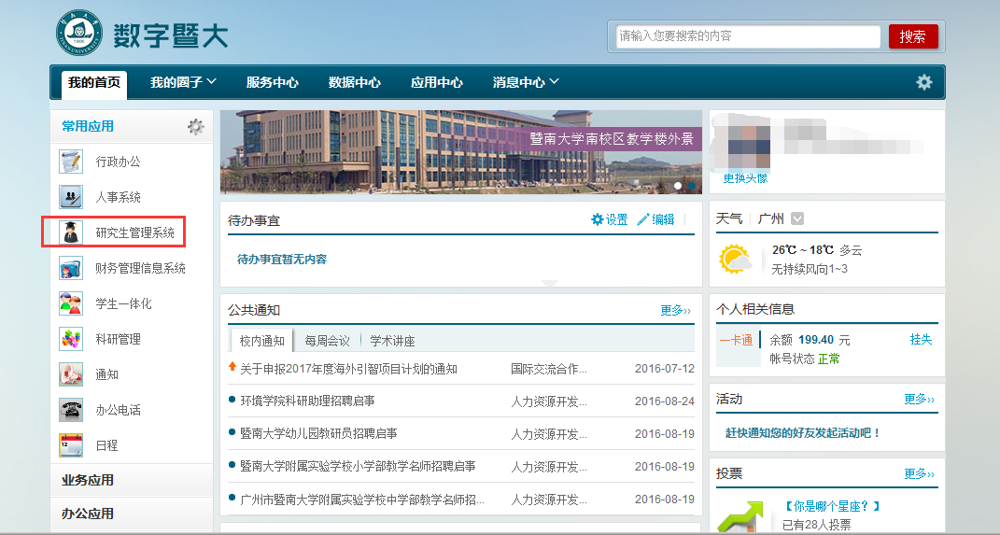 数字暨大
请输入您要搜索的内容
搜索
我的首页
我的圈子
服务中心
数据中心
应用中心
消息中心
常用应用
行政办公
人事系统
研究生管理系统
财务管理信息系统
学生一体化
科研管理
通知
办公电话
日程
业务应用
办公应用
暨南大学南校区教学楼外景
待办事宜
设置
编辑
待办事宜暂无内容
公共通知
更多››
校内通知
每周会议
学术讲座
关于申报2017年度海外引智项目计划的通知
国际交流合作...
2016-07-12
环境学院科研助理招聘启事
人力资源开发...
2016-08-24
暨南大学幼儿园教研员招聘启事
人力资源开发...
2016-08-19
暨南大学附属实验学校小学部教学名师招聘启事
人力资源开发...
2016-08-19
广州市暨南大学实验学校中学部教学名师招...
人力资源开发...
2016-08-19
更换头像
天气
广州
26℃ ~ 18℃ 多云
无持续风向1~3
个人相关信息
一卡通
余额 199.40 元
挂失
帐号状态 正常
活动
更多››
赶快通知您的好友发起活动吧！
投票
更多››
【你是哪个星座？】
已有28人投票